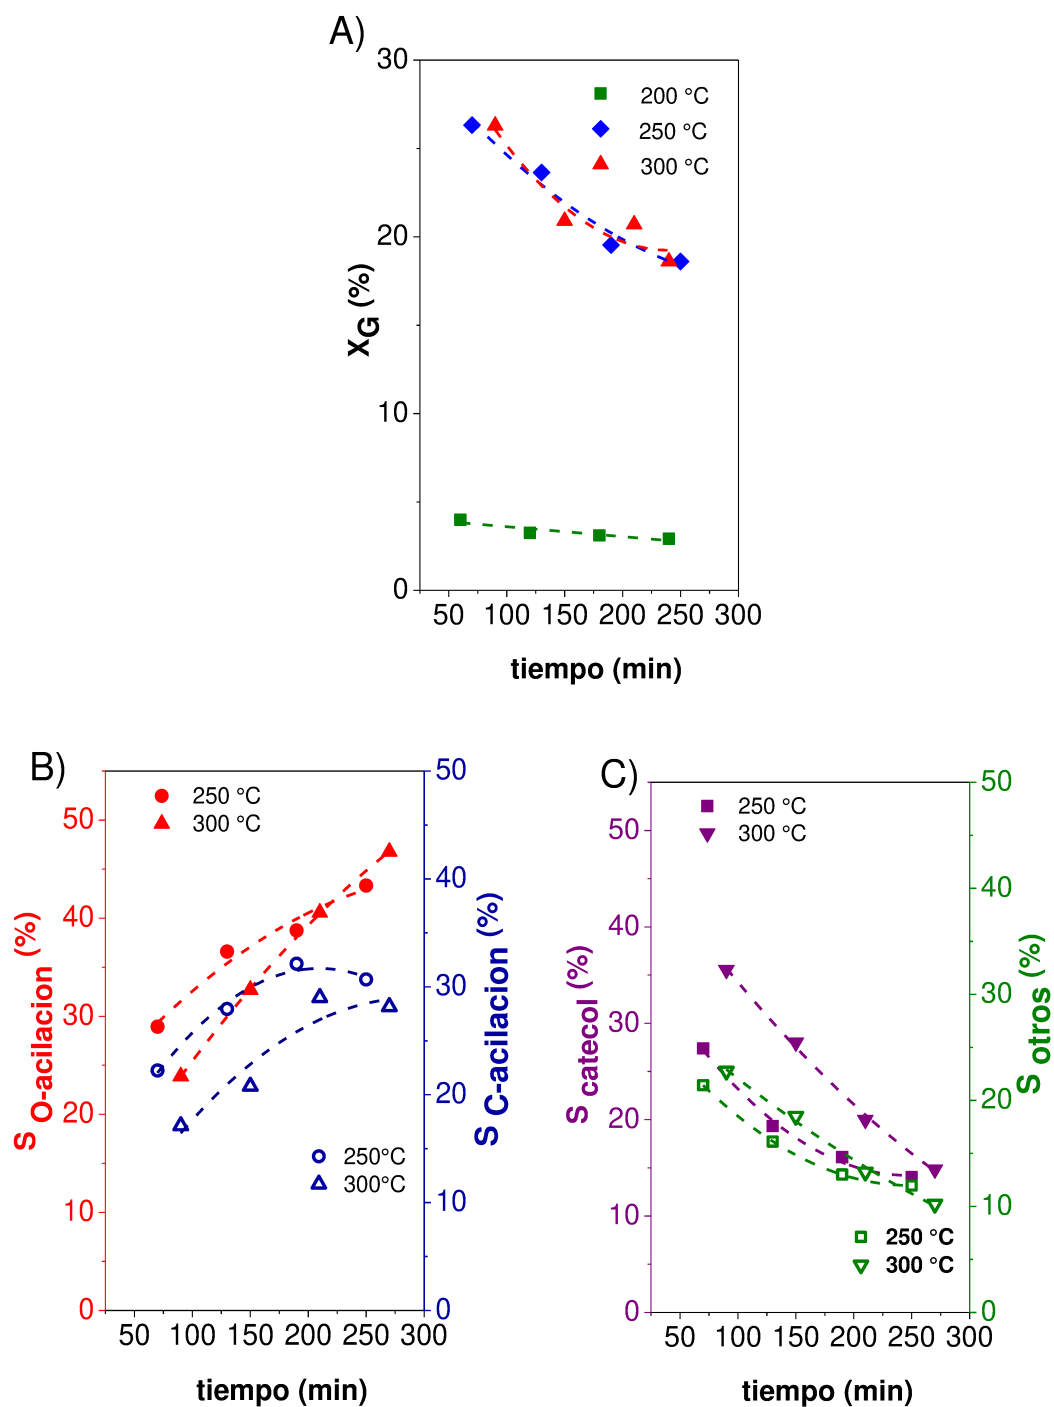 A)
30
20
10
0
X_G (%)
200 °C
250 °C
300 °C
50 100 150 200 250 300
tiempo (min)
B)
50
40
30
20
10
0
S O-acilacion (%)
250 °C
300 °C
50
40
30
20
10
0
S C-acilacion (%)
250°C
300°C
50 100 150 200 250 300
tiempo (min)
C)
50
40
30
20
10
0
S catecol (%)
250 °C
300 °C
50
40
30
20
10
0
S otros (%)
250 °C
300 °C
50 100 150 200 250 300
tiempo (min)